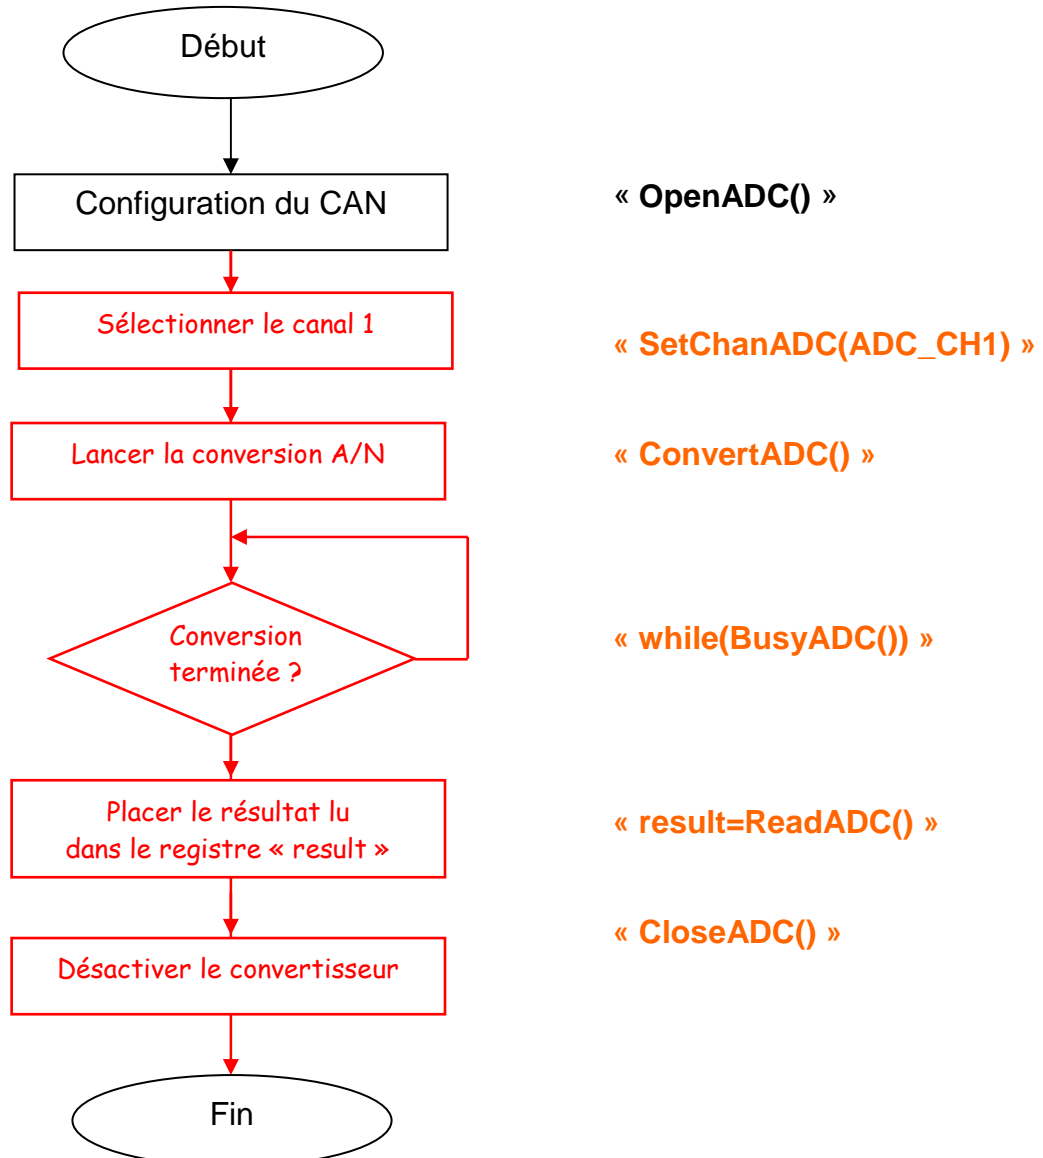 Début
Configuration du CAN
« OpenADC() »
Sélectionner le canal 1
« SetChanADC(ADC_CH1) »
Lancer la conversion A/N
« ConvertADC() »
Conversion
terminée ?
« while(BusyADC()) »
Placer le résultat lu
dans le registre « result »
« result=ReadADC() »
Désactiver le convertisseur
« CloseADC() »
Fin